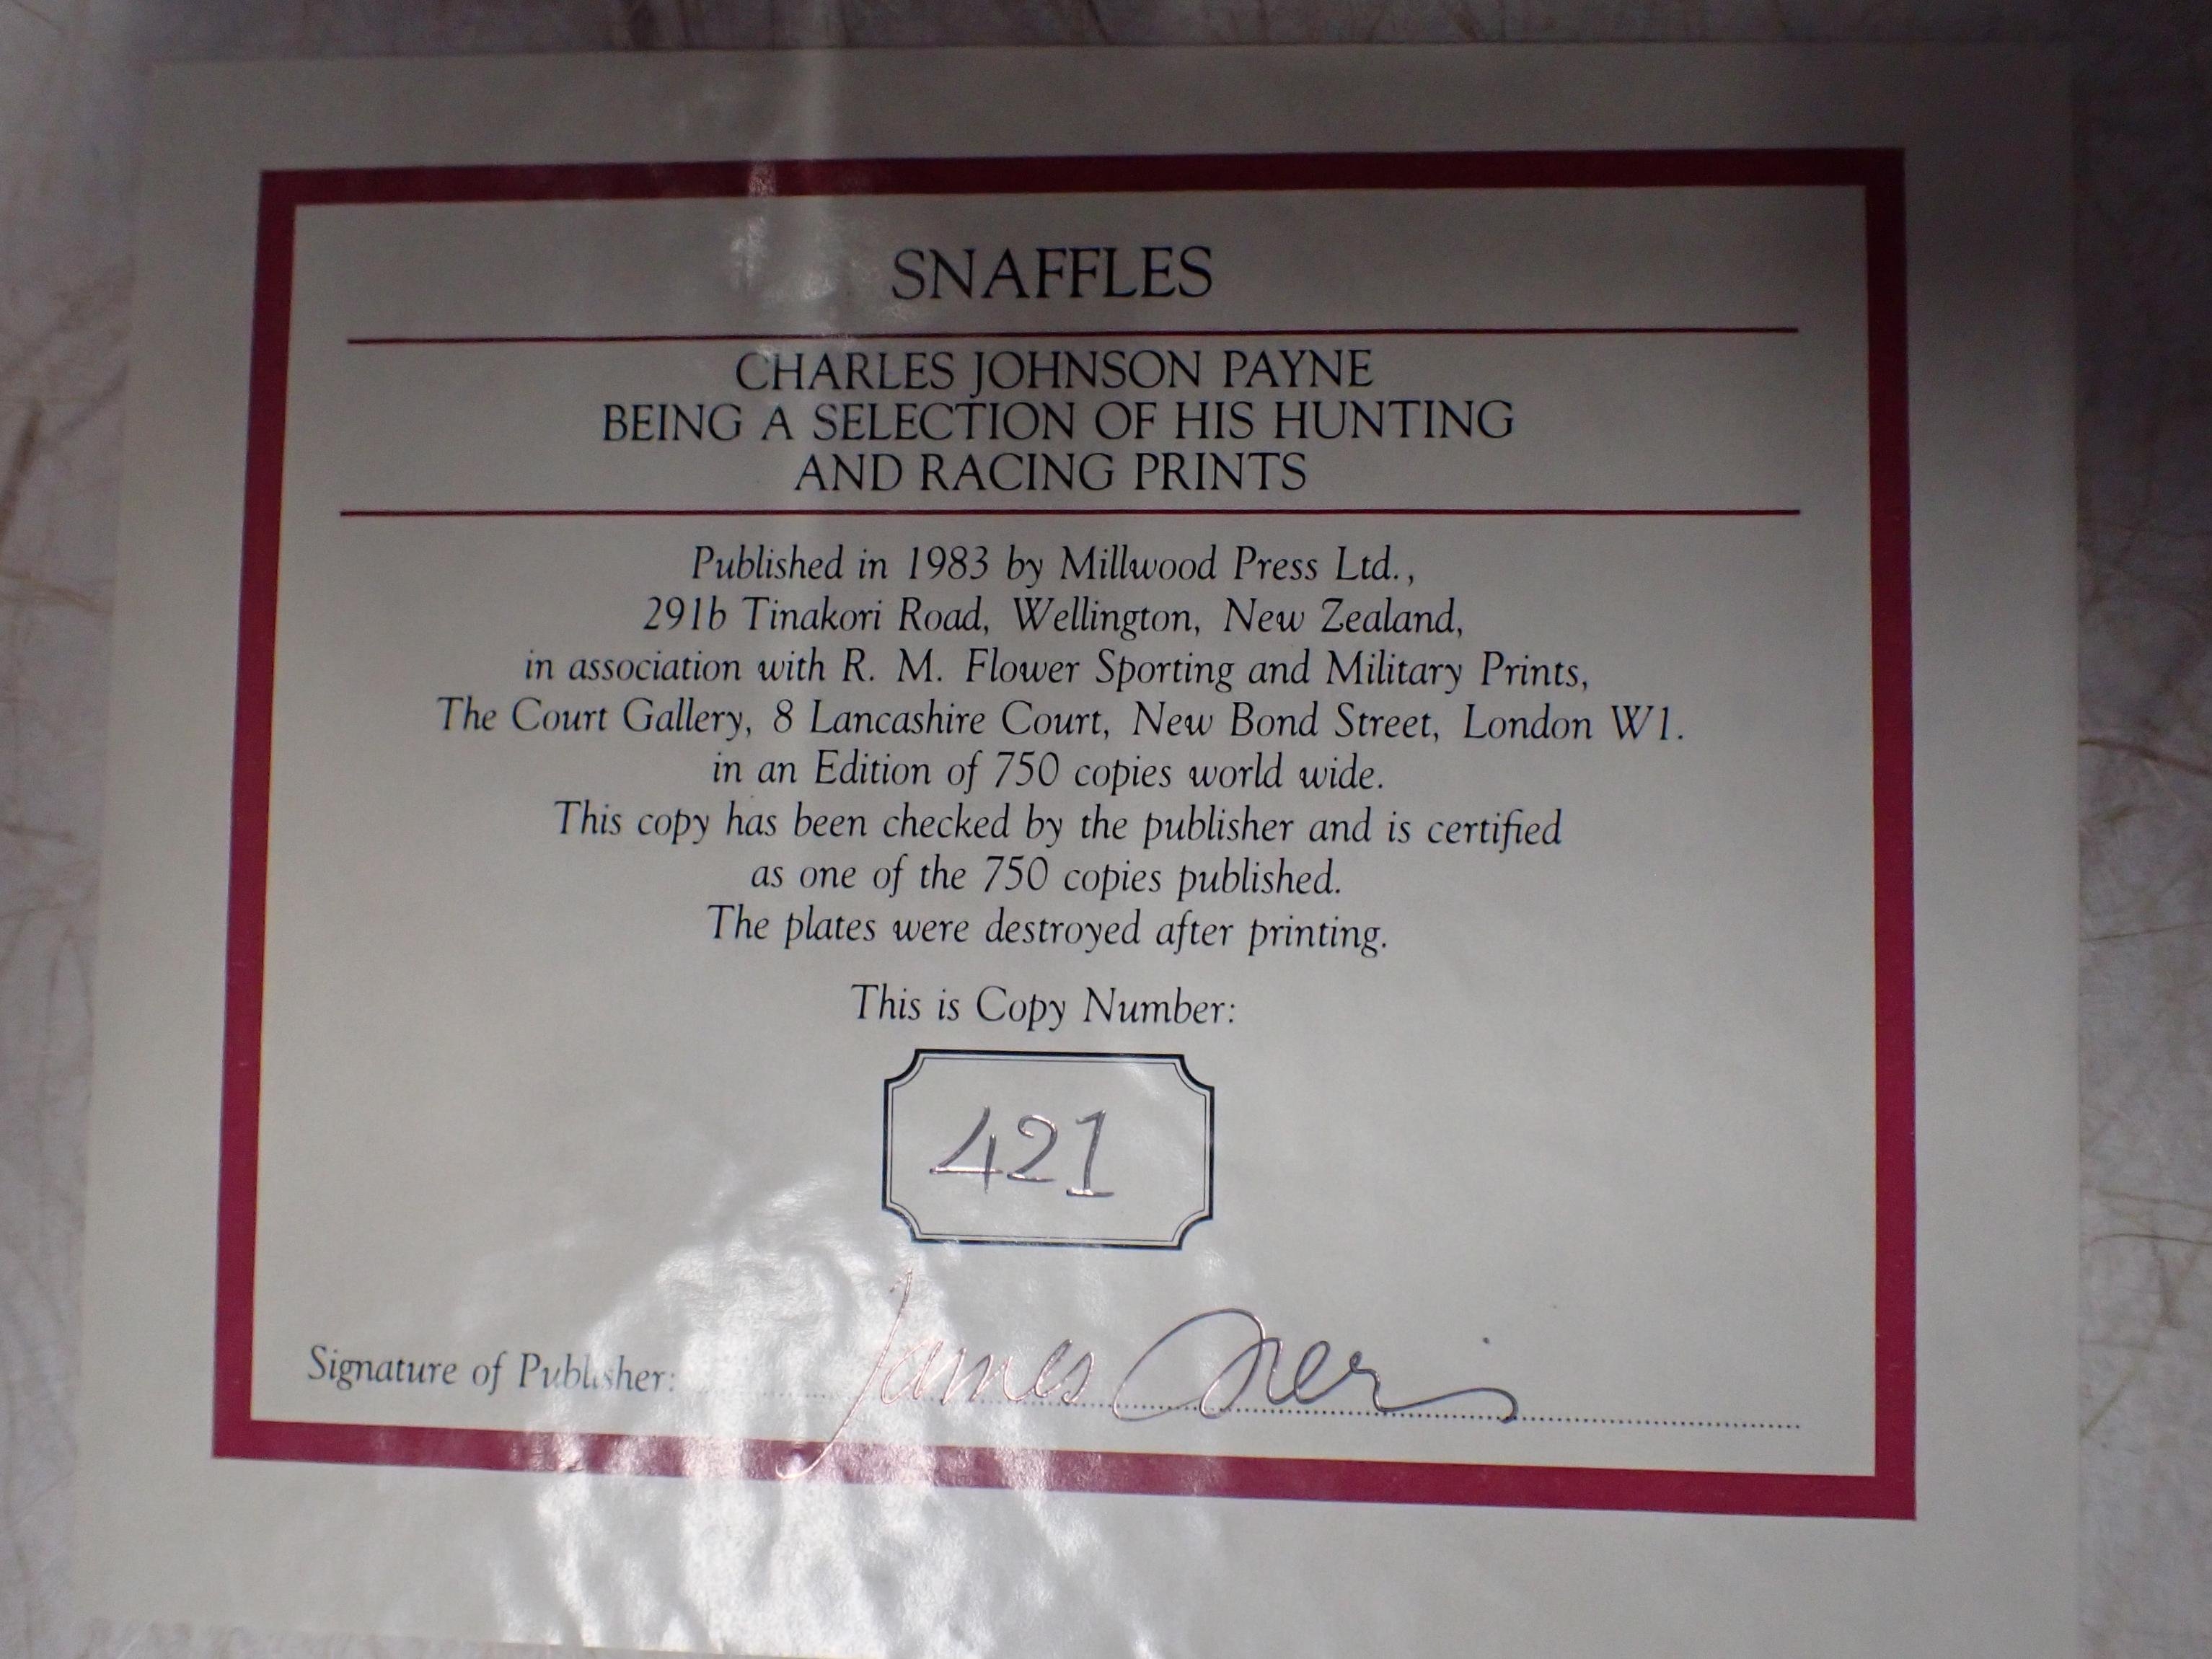 SNAFFLES
CHARLES JOHNSON PAYNE
BEING A SELECTION OF HIS HUNTING
AND RACING PRINTS
Published in 1983 by Millwood Press Ltd.,
291b Tinakori Road, Wellington, New Zealand,
in association with R. M. Flower Sporting and Military Prints,
The Court Gallery, 8 Lancashire Court, New Bond Street, London W1.
in an Edition of 750 copies world wide.
This copy has been checked by the publisher and is certified
as one of the 750 copies published.
The plates were destroyed after printing.
This is Copy Number:
421
Signature of Publisher: James